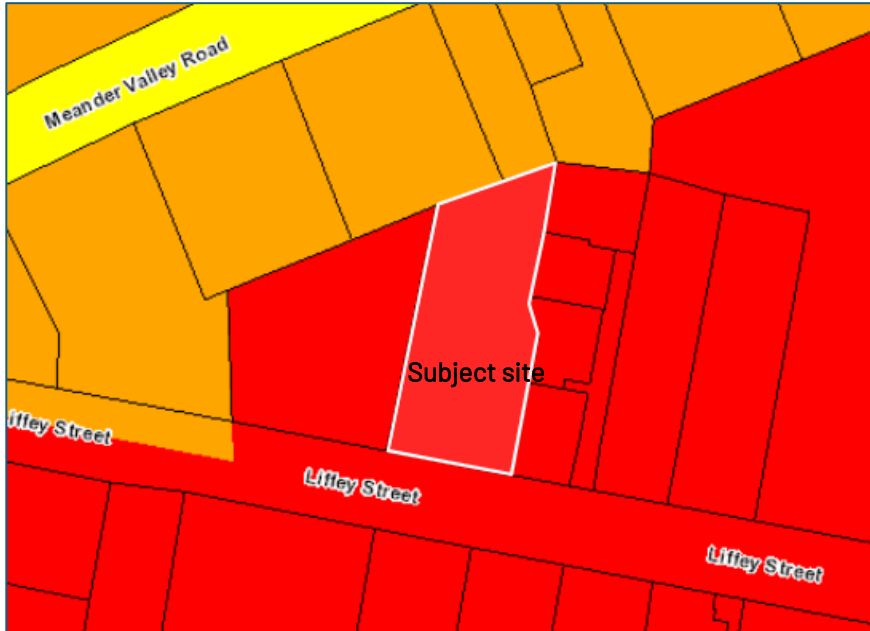 Meander Valley Road
Subject site
iffey Street
Liffey Street
Liffey Street